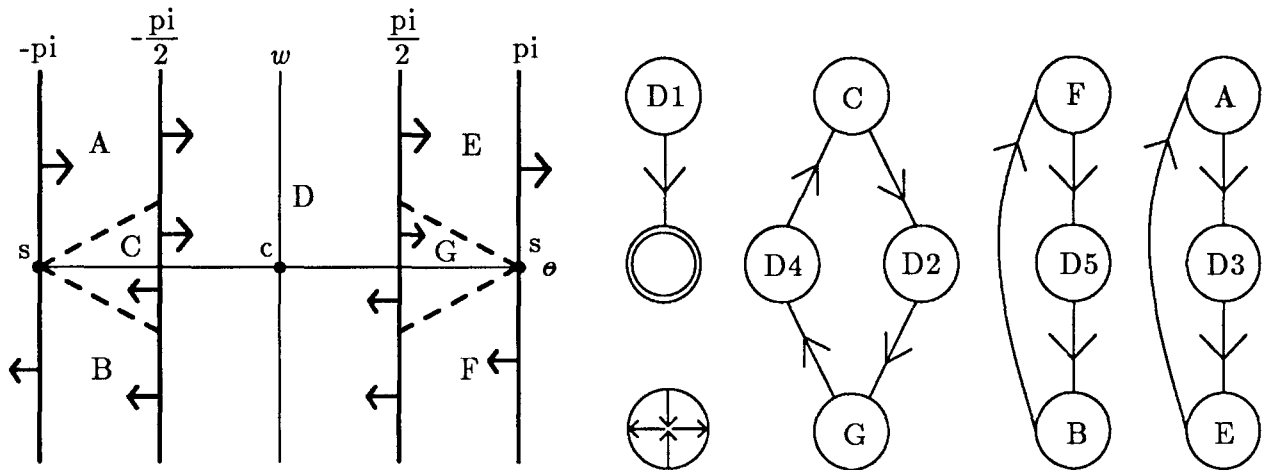 -pi -pi/2 w pi/2 pi
A E D1 C F A
D
s C c G s θ D4 D2 D5 D3
B F
G B E